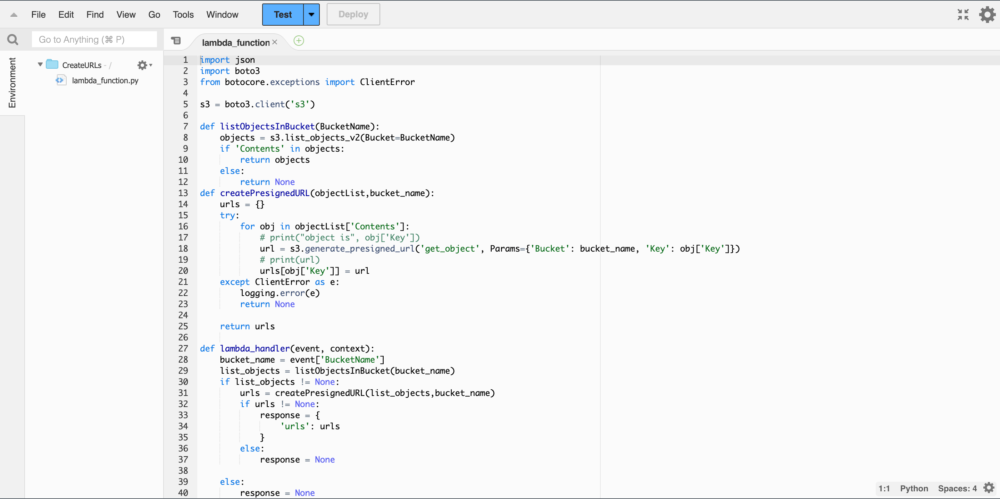 File Edit Find View Go Tools Window Test Deploy
Go to Anything (⌘ P)
lambda_function
Environment
CreateURLs - /
lambda_function.py
1 import json
2 import boto3
3 from botocore.exceptions import ClientError
4
5 s3 = boto3.client('s3')
6
7 def listObjectsInBucket(BucketName):
8     objects = s3.list_objects_v2(Bucket=BucketName)
9     if 'Contents' in objects:
10         return objects
11     else:
12         return None
13 def createPresignedURL(objectList,bucket_name):
14     urls = {}
15     try:
16         for obj in objectList['Contents']:
17             # print("object is", obj['Key'])
18             url = s3.generate_presigned_url('get_object', Params={'Bucket': bucket_name, 'Key': obj['Key']})
19             # print(url)
20             urls[obj['Key']] = url
21     except ClientError as e:
22         logging.error(e)
23         return None
24
25     return urls
26
27 def lambda_handler(event, context):
28     bucket_name = event['BucketName']
29     list_objects = listObjectsInBucket(bucket_name)
30     if list_objects != None:
31         urls = createPresignedURL(list_objects,bucket_name)
32         if urls != None:
33             response = {
34                 'urls': urls
35             }
36         else:
37             response = None
38
39     else:
40         response = None
1:1 Python Spaces: 4